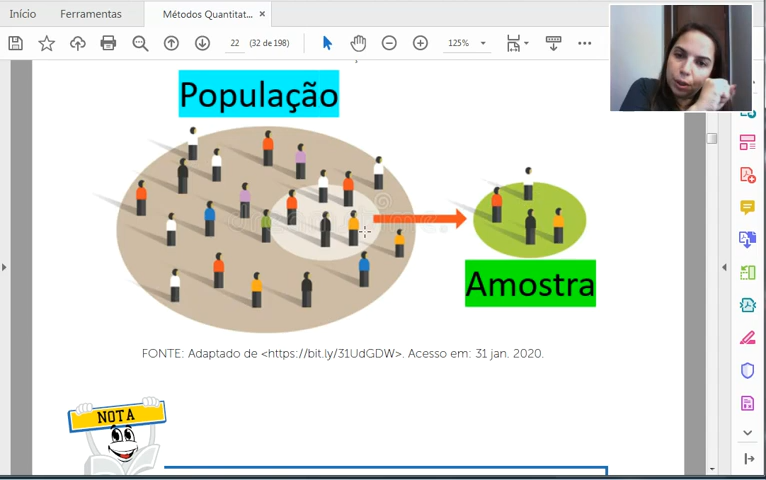 Início
Ferramentas
Métodos Quantitat...
×
22
(32 de 198)
125%
População
Amostra
FONTE: Adaptado de <https://bit.ly/31UdGDW>. Acesso em: 31 jan. 2020.
NOTA